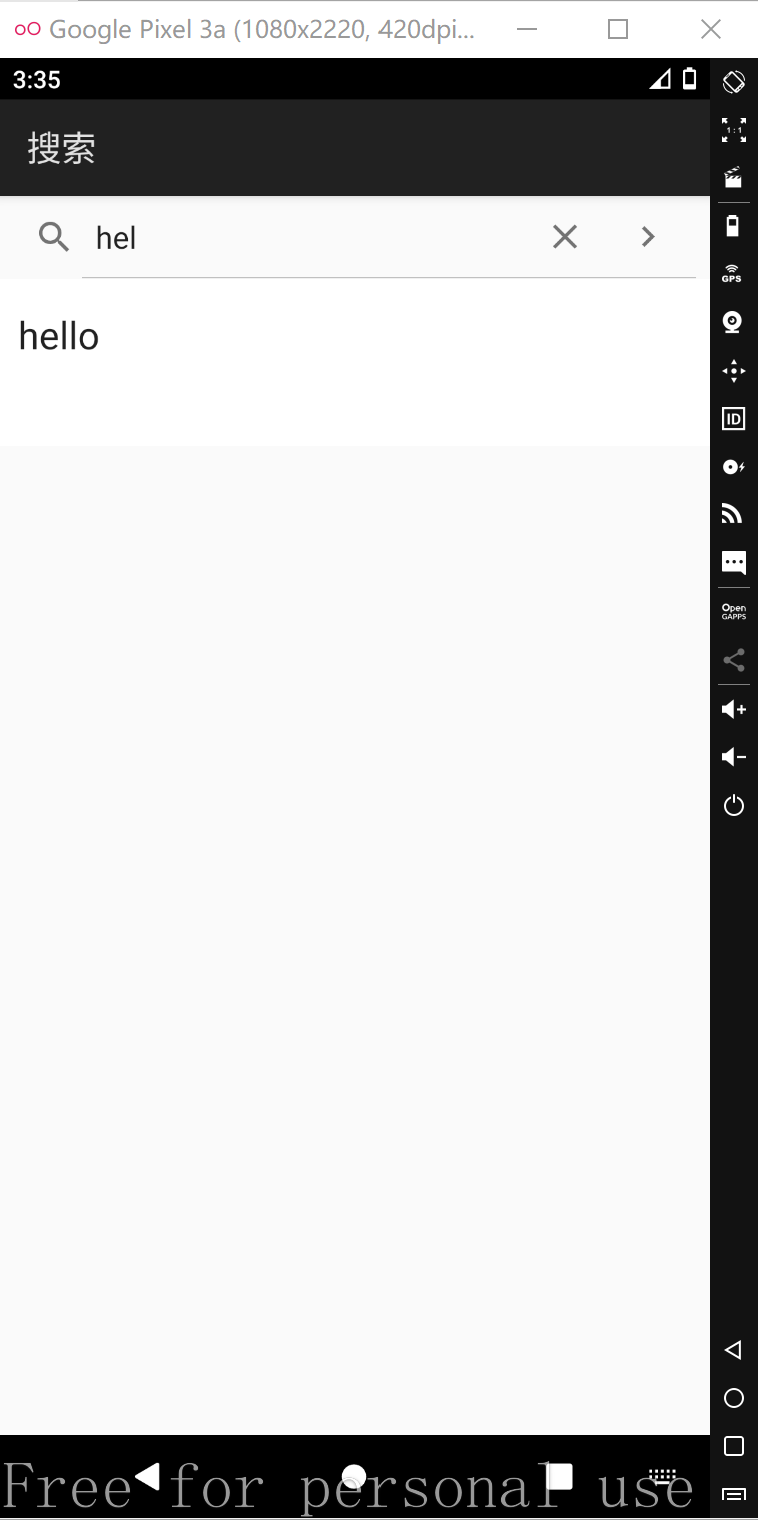 Google Pixel 3a (1080x2220, 420dpi...
3:35
搜索
1:1
hel
GPS
hello
ID
Open
GAPPS
Free for personal use